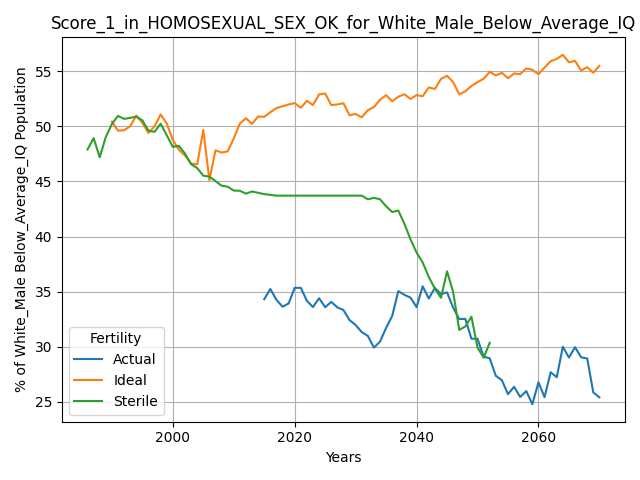 Score_1_in_HOMOSEXUAL_SEX_OK_for_White_Male_Below_Average_IQ
% of White_Male Below_Average_IQ Population
55
50
45
40
35
30
25
Fertility
Actual
Ideal
Sterile
2000 2020 2040 2060
Years